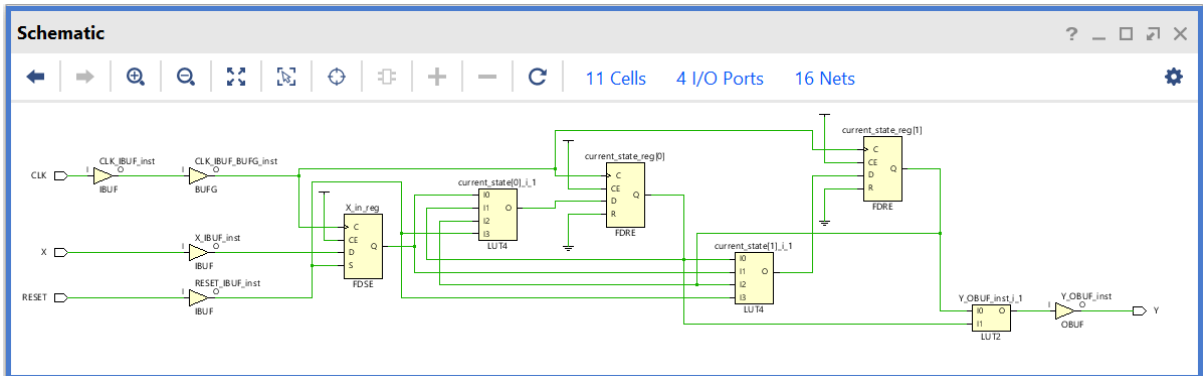 Schematic
11 Cells 4 I/O Ports 16 Nets
current_state_reg[1]
C
CE
D
R
Q
FDRE
current_state_reg[0]
C
CE
D
R
Q
FDRE
CLK
CLK_IBUF_inst
I O
IBUF
CLK_IBUF_BUFG_inst
I O
BUFG
current_state[0]_i_1
I0
I1
I2
I3
O
LUT4
X_in_reg
C
CE
D
S
Q
FDSE
X
X_IBUF_inst
I O
IBUF
RESET
RESET_IBUF_inst
I O
IBUF
current_state[1]_i_1
I0
I1
I2
I3
O
LUT4
Y_OBUF_inst_i_1
I0
I1
O
LUT2
Y_OBUF_inst
I O
OBUF
Y